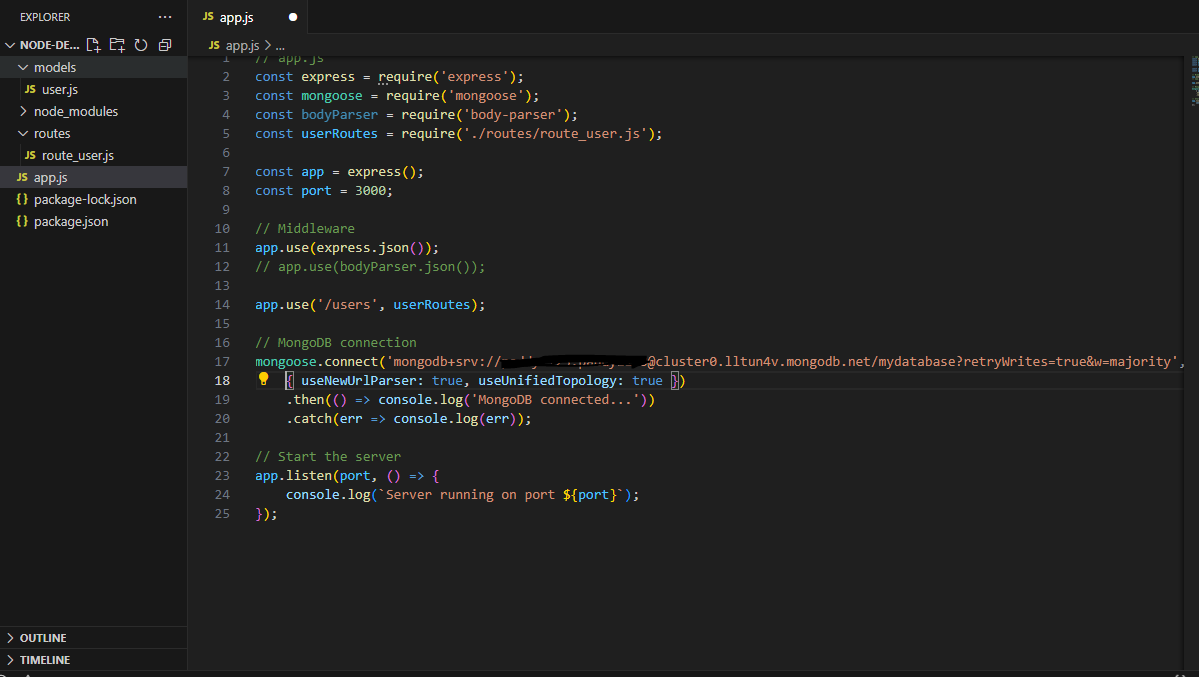 EXPLORER
NODE-DE...
models
JS user.js
node_modules
routes
JS route_user.js
JS app.js
{} package-lock.json
{} package.json
OUTLINE
TIMELINE
JS app.js
JS app.js > ...
1 // app.js
2 const express = require('express');
3 const mongoose = require('mongoose');
4 const bodyParser = require('body-parser');
5 const userRoutes = require('./routes/route_user.js');
6
7 const app = express();
8 const port = 3000;
9
10 // Middleware
11 app.use(express.json());
12 // app.use(bodyParser.json());
13
14 app.use('/users', userRoutes);
15
16 // MongoDB connection
17 mongoose.connect('mongodb+srv://@cluster0.lltun4v.mongodb.net/mydatabase?retryWrites=true&w=majority',
18 { useNewUrlParser: true, useUnifiedTopology: true })
19 .then(() => console.log('MongoDB connected...'))
20 .catch(err => console.log(err));
21
22 // Start the server
23 app.listen(port, () => {
24 console.log(`Server running on port ${port}`);
25 });